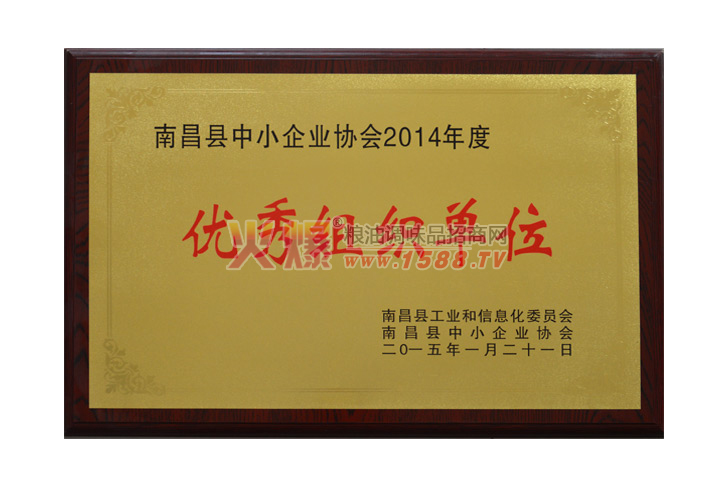 南昌县中小企业协会2014年度
优秀组织单位
火爆®粮油调味品招商网
www.1588.TV
南昌县工业和信息化委员会
南昌县中小企业协会
二〇一五年一月二十一日